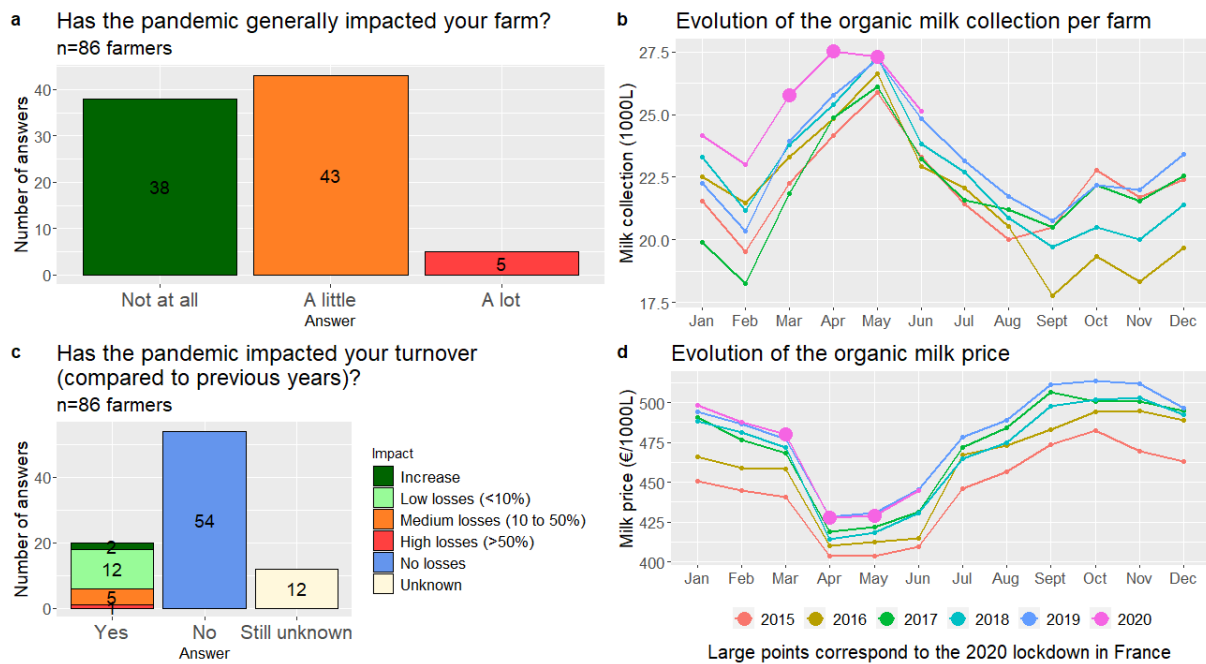 a Has the pandemic generally impacted your farm?
n=86 farmers
Number of answers
40
30
20
10
0
38
43
5
Not at all A little A lot
Answer
b Evolution of the organic milk collection per farm
Milk collection (1000L)
27.5
25.0
22.5
20.0
17.5
Jan Feb Mar Apr May Jun Jul Aug Sept Oct Nov Dec
c Has the pandemic impacted your turnover
(compared to previous years)?
n=86 farmers
Number of answers
40
20
0
2
12
5
1
54
12
Yes No Still unknown
Answer
Impact
Increase
Low losses (<10%)
Medium losses (10 to 50%)
High losses (>50%)
No losses
Unknown
d Evolution of the organic milk price
Milk price (€/1000L)
500
475
450
425
400
Jan Feb Mar Apr May Jun Jul Aug Sept Oct Nov Dec
2015 2016 2017 2018 2019 2020
Large points correspond to the 2020 lockdown in France